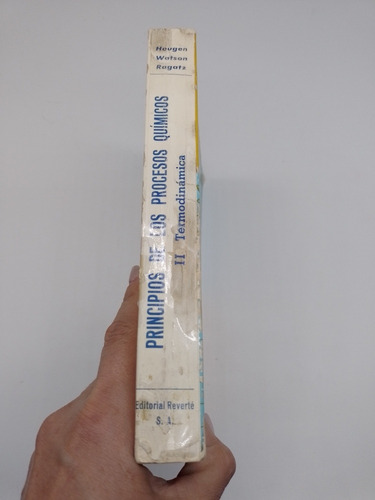 Hougen
Watson
Ragatz
PRINCIPIOS DE LOS PROCESOS QUÍMICOS
II Termodinámica
Editorial Reverté
S. A.